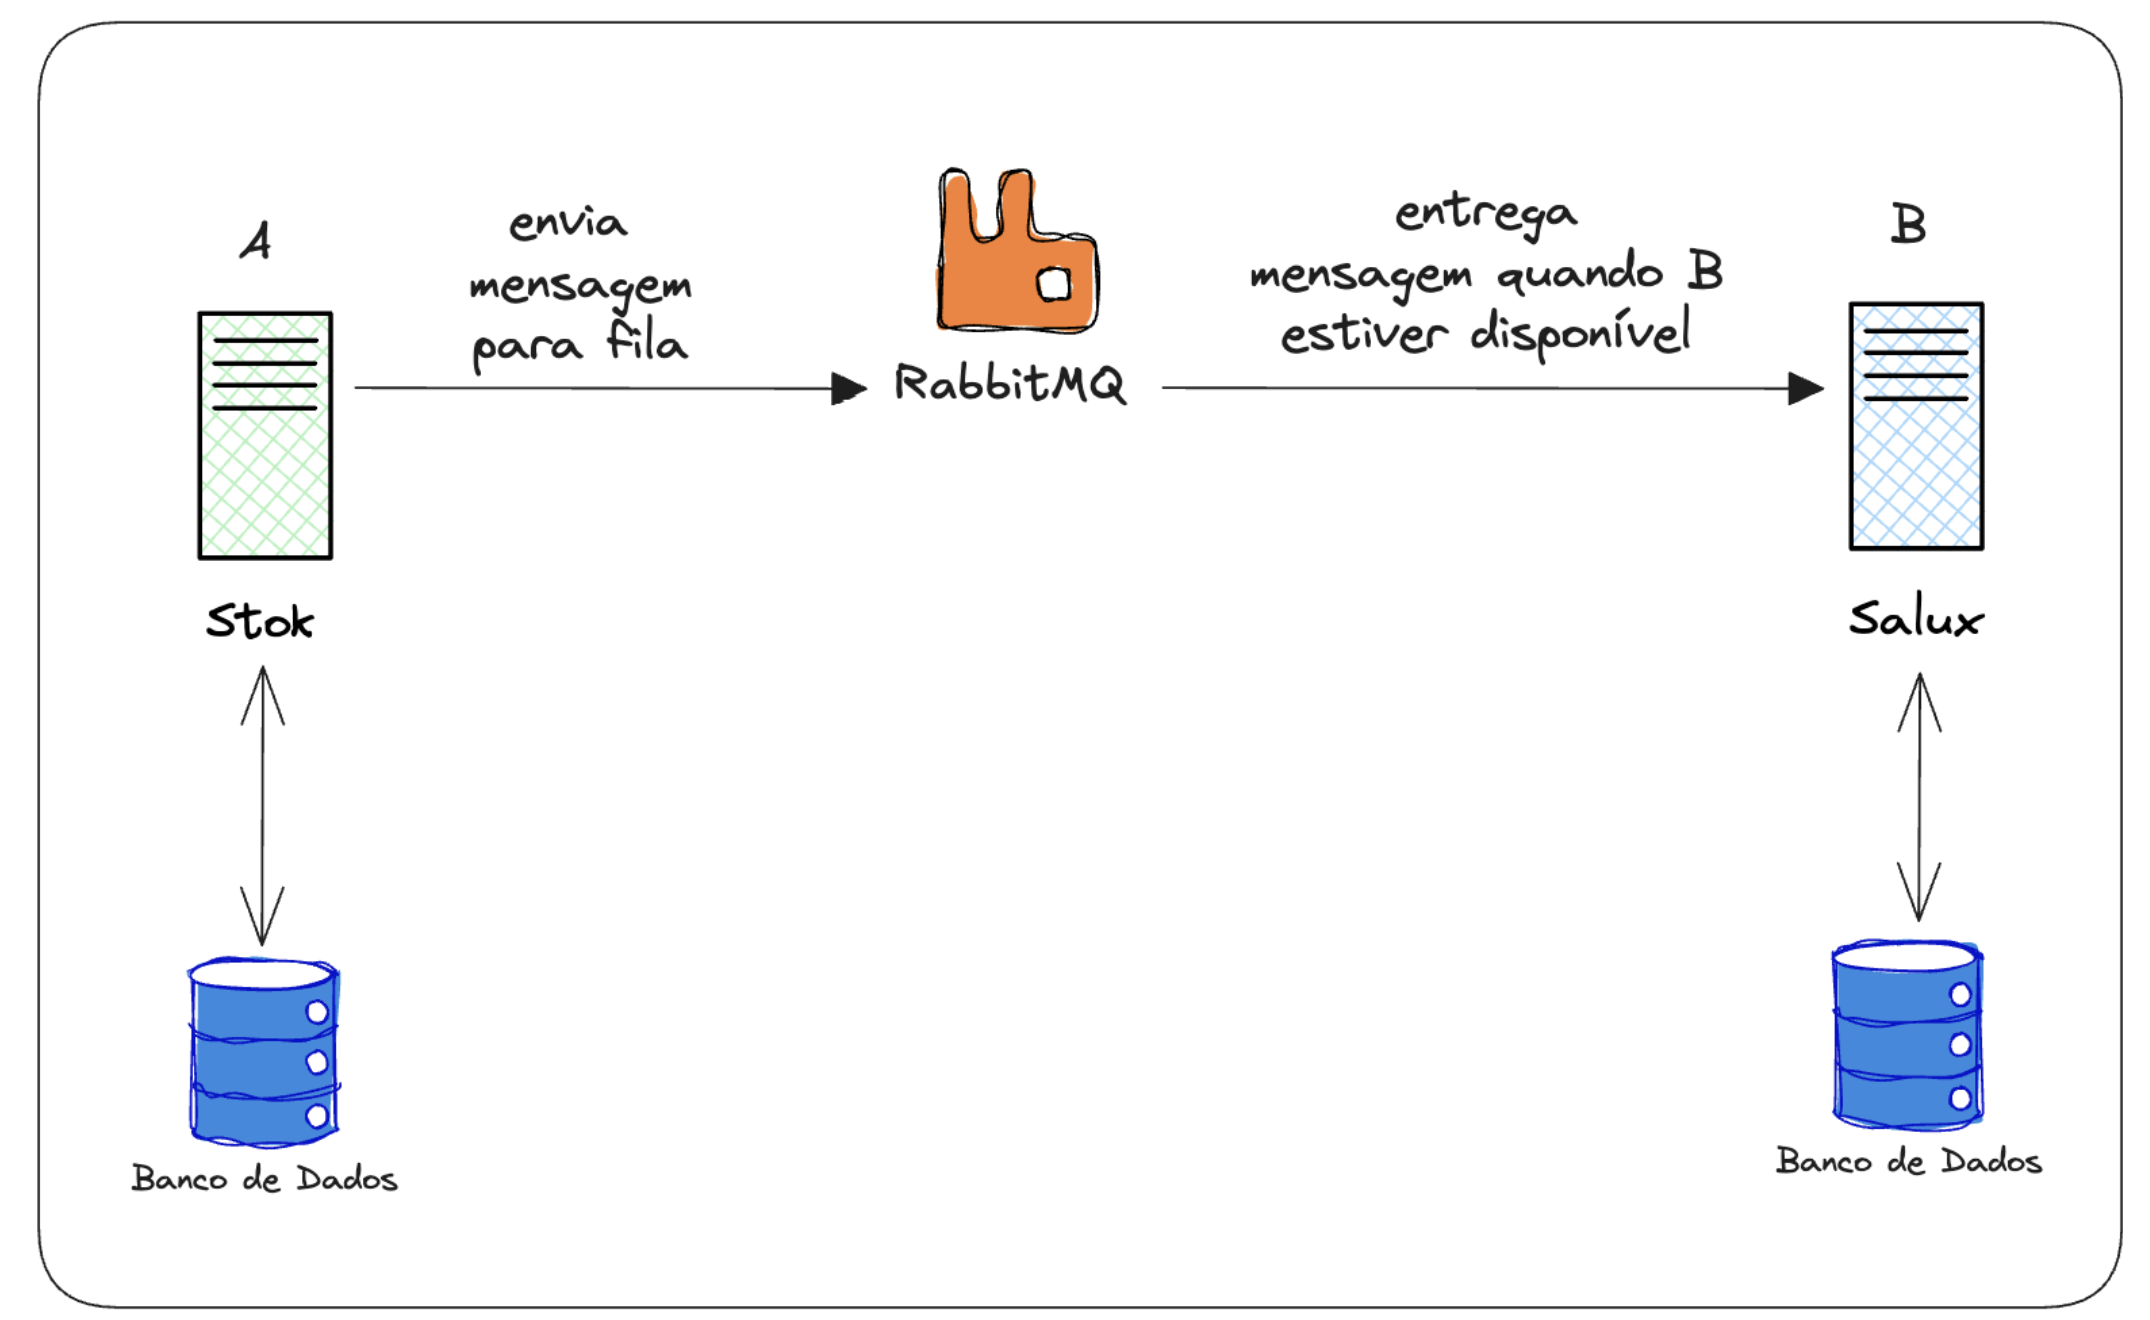 A
envia
mensagem
para fila
RabbitMQ
entrega
mensagem quando B
estiver disponível
B
Stok
Salux
Banco de Dados
Banco de Dados